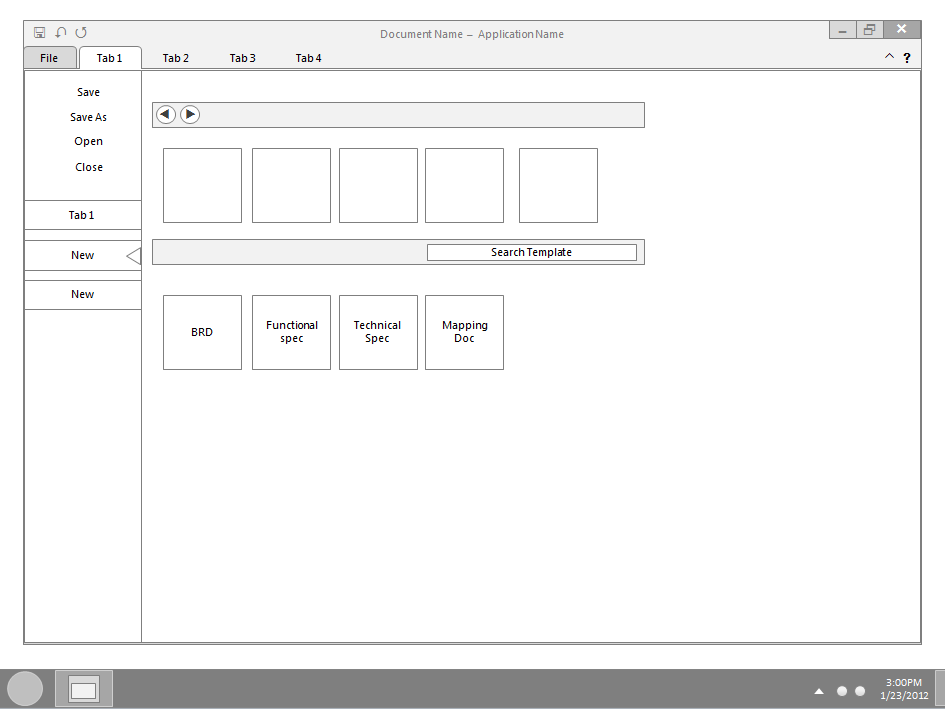 Document Name – Application Name
File
Tab 1
Tab 2
Tab 3
Tab 4
?
Save
Save As
Open
Close
Tab 1
New
Search Template
New
BRD
Functional
spec
Technical
Spec
Mapping
Doc
3:00PM
1/23/2012